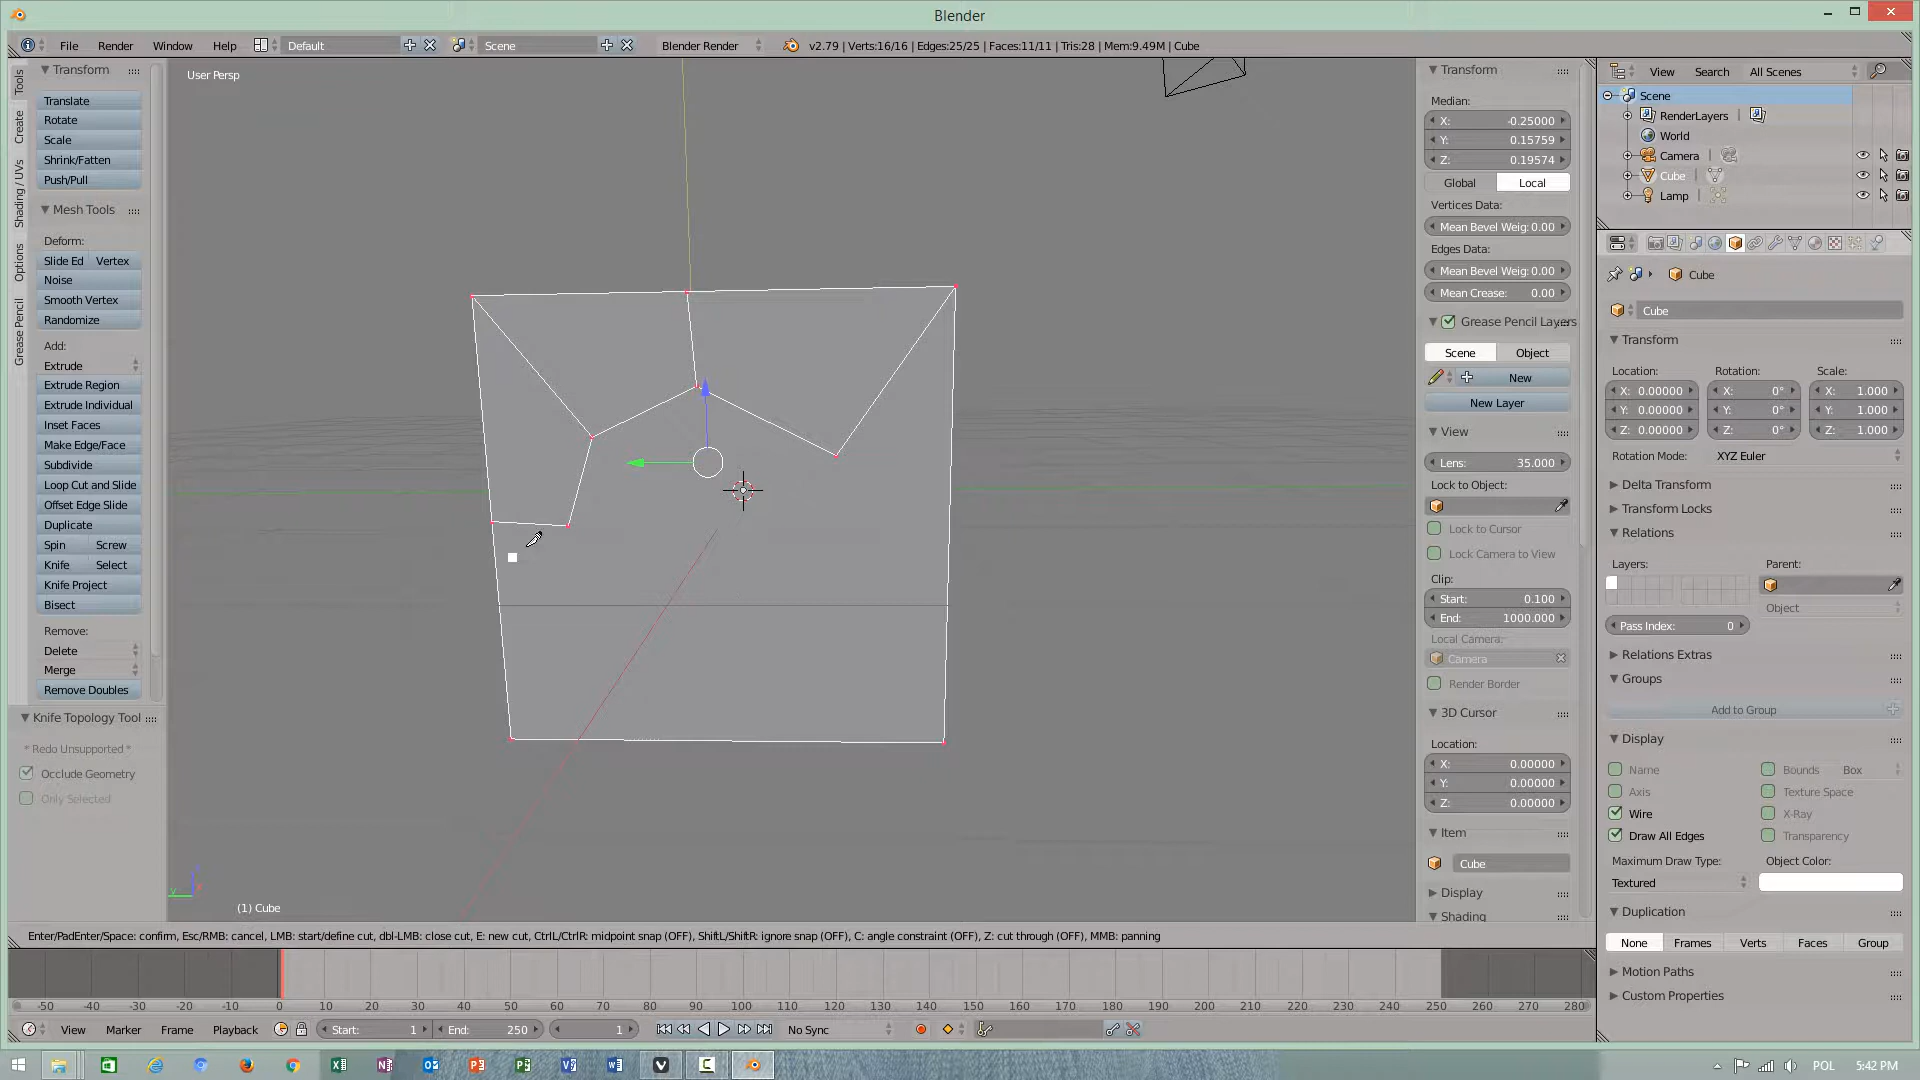 Blender
File Render Window Help Default Scene Blender Render v2.79 | Verts:16/16 | Edges:25/25 | Faces:11/11 | Tris:28 | Mem:9.49M | Cube
Tools
Create
Shading / UVs
Options
Grease Pencil
Transform
Translate
Rotate
Scale
Shrink/Fatten
Push/Pull
Mesh Tools
Deform:
Slide Ed Vertex
Noise
Smooth Vertex
Randomize
Add:
Extrude
Extrude Region
Extrude Individual
Inset Faces
Make Edge/Face
Subdivide
Loop Cut and Slide
Offset Edge Slide
Duplicate
Spin Screw
Knife Select
Knife Project
Bisect
Remove:
Delete
Merge
Remove Doubles
Knife Topology Tool
* Redo Unsupported *
Occlude Geometry
Only Selected
User Persp
(1) Cube
Transform
Median:
X: -0.25000
Y: 0.15759
Z: 0.19574
Global Local
Vertices Data:
Mean Bevel Weig: 0.00
Edges Data:
Mean Bevel Weig: 0.00
Mean Crease: 0.00
Grease Pencil Layers
Scene Object
New
New Layer
View
Lens: 35.000
Lock to Object:
Lock to Cursor
Lock Camera to View
Clip:
Start: 0.100
End: 1000.000
Local Camera:
Camera
Render Border
3D Cursor
Location:
X: 0.00000
Y: 0.00000
Z: 0.00000
Item
Cube
Display
Shading
View Search All Scenes
Scene
RenderLayers
World
Camera
Cube
Lamp
Cube
Cube
Transform
Location: Rotation: Scale:
X: 0.00000 X: 0° X: 1.000
Y: 0.00000 Y: 0° Y: 1.000
Z: 0.00000 Z: 0° Z: 1.000
Rotation Mode: XYZ Euler
Delta Transform
Transform Locks
Relations
Layers: Parent:
Object
Pass Index: 0
Relations Extras
Groups
Add to Group
Display
Name Bounds Box
Axis Texture Space
Wire X-Ray
Draw All Edges Transparency
Maximum Draw Type: Object Color:
Textured
Duplication
None Frames Verts Faces Group
Motion Paths
Custom Properties
Enter/PadEnter/Space: confirm, Esc/RMB: cancel, LMB: start/define cut, dbl-LMB: close cut, E: new cut, CtrlL/CtrlR: midpoint snap (OFF), ShiftL/ShiftR: ignore snap (OFF), C: angle constraint (OFF), Z: cut through (OFF), MMB: panning
-50 -40 -30 -20 -10 0 10 20 30 40 50 60 70 80 90 100 110 120 130 140 150 160 170 180 190 200 210 220 230 240 250 260 270 280
View Marker Frame Playback Start: 1 End: 250 1 No Sync
POL 5:42 PM